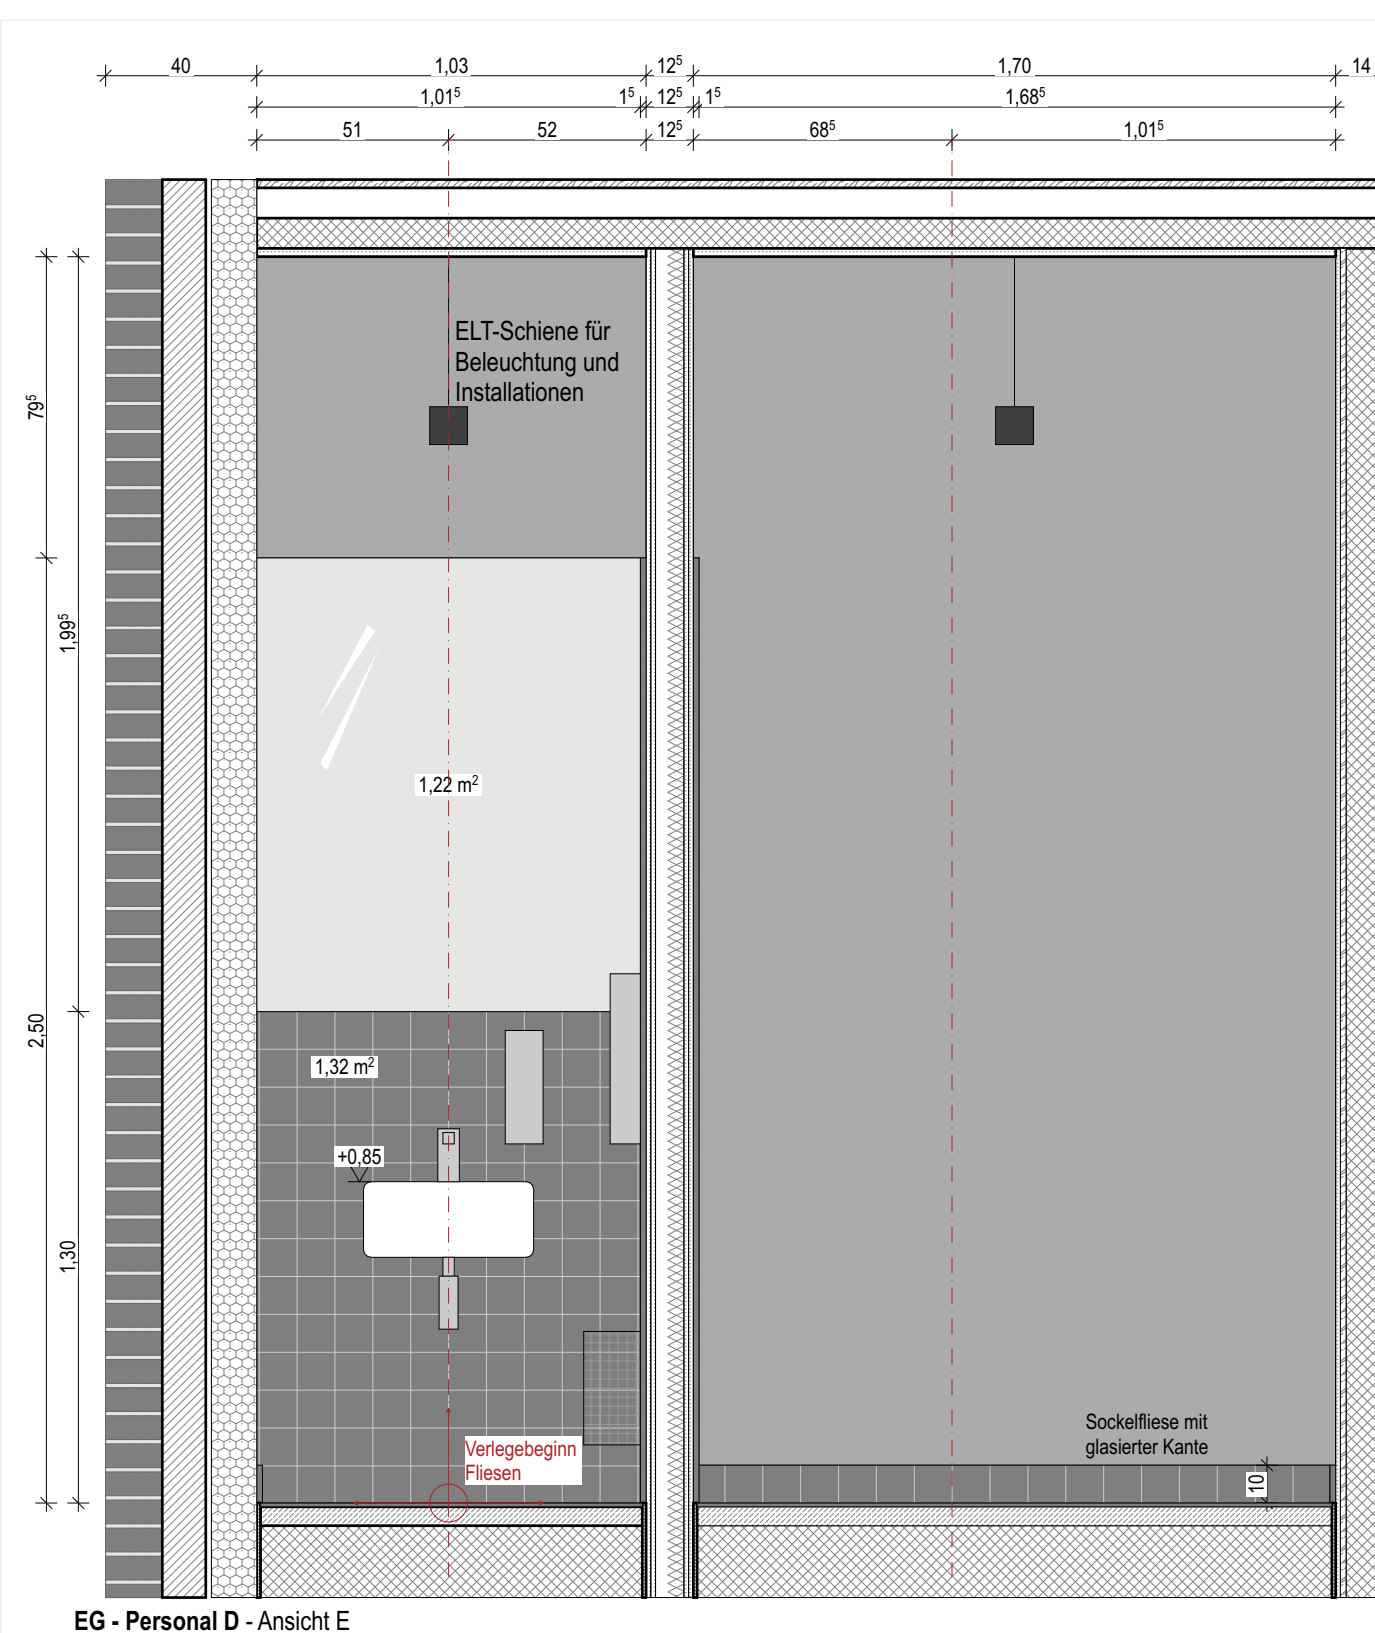 40 1,03 12⁵ 1,70 14
1,01⁵ 1⁵ 12⁵ 1⁵ 1,68⁵
51 52 12⁵ 68⁵ 1,01⁵
ELT-Schiene für
Beleuchtung und
Installationen
79⁵
1,99⁵
1,22 m²
2,50
1,32 m²
+0,85
1,30
Verlegebeginn
Fliesen
Sockelfliese mit
glasierter Kante
10
EG - Personal D - Ansicht E